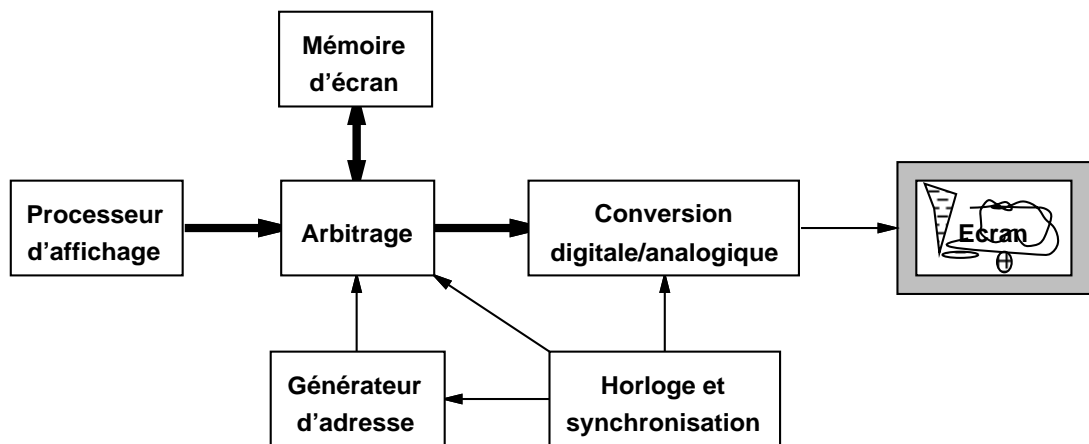 Mémoire
d'écran
Processeur
d'affichage
Arbitrage
Conversion
digitale/analogique
Ecran
Générateur
d'adresse
Horloge et
synchronisation